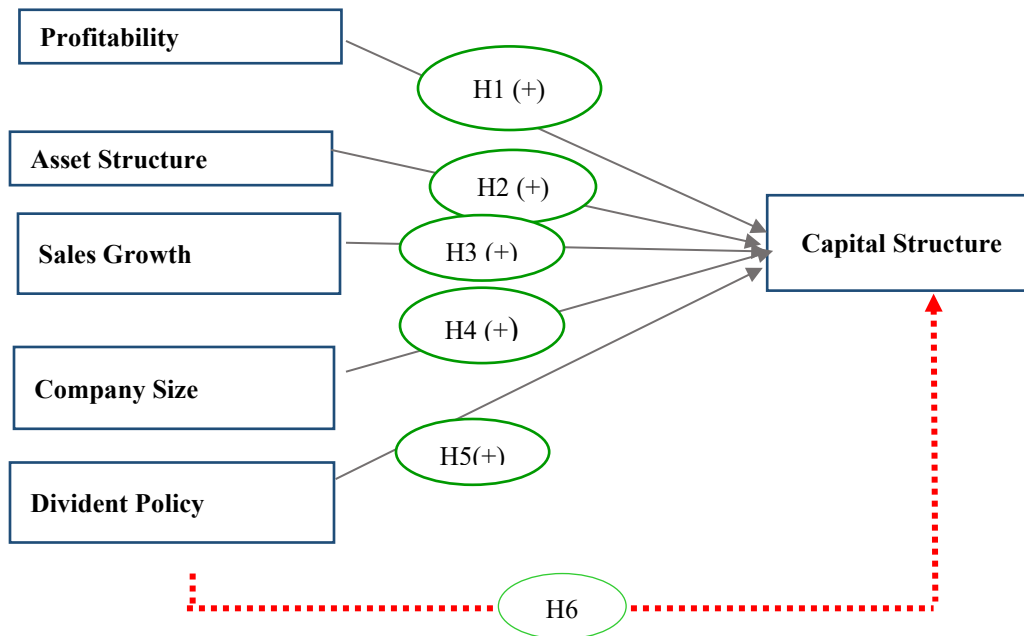 Profitability
H1 (+)
Asset Structure
H2 (+)
Sales Growth
H3 (+)
Capital Structure
H4 (+)
Company Size
H5(+)
Divident Policy
H6